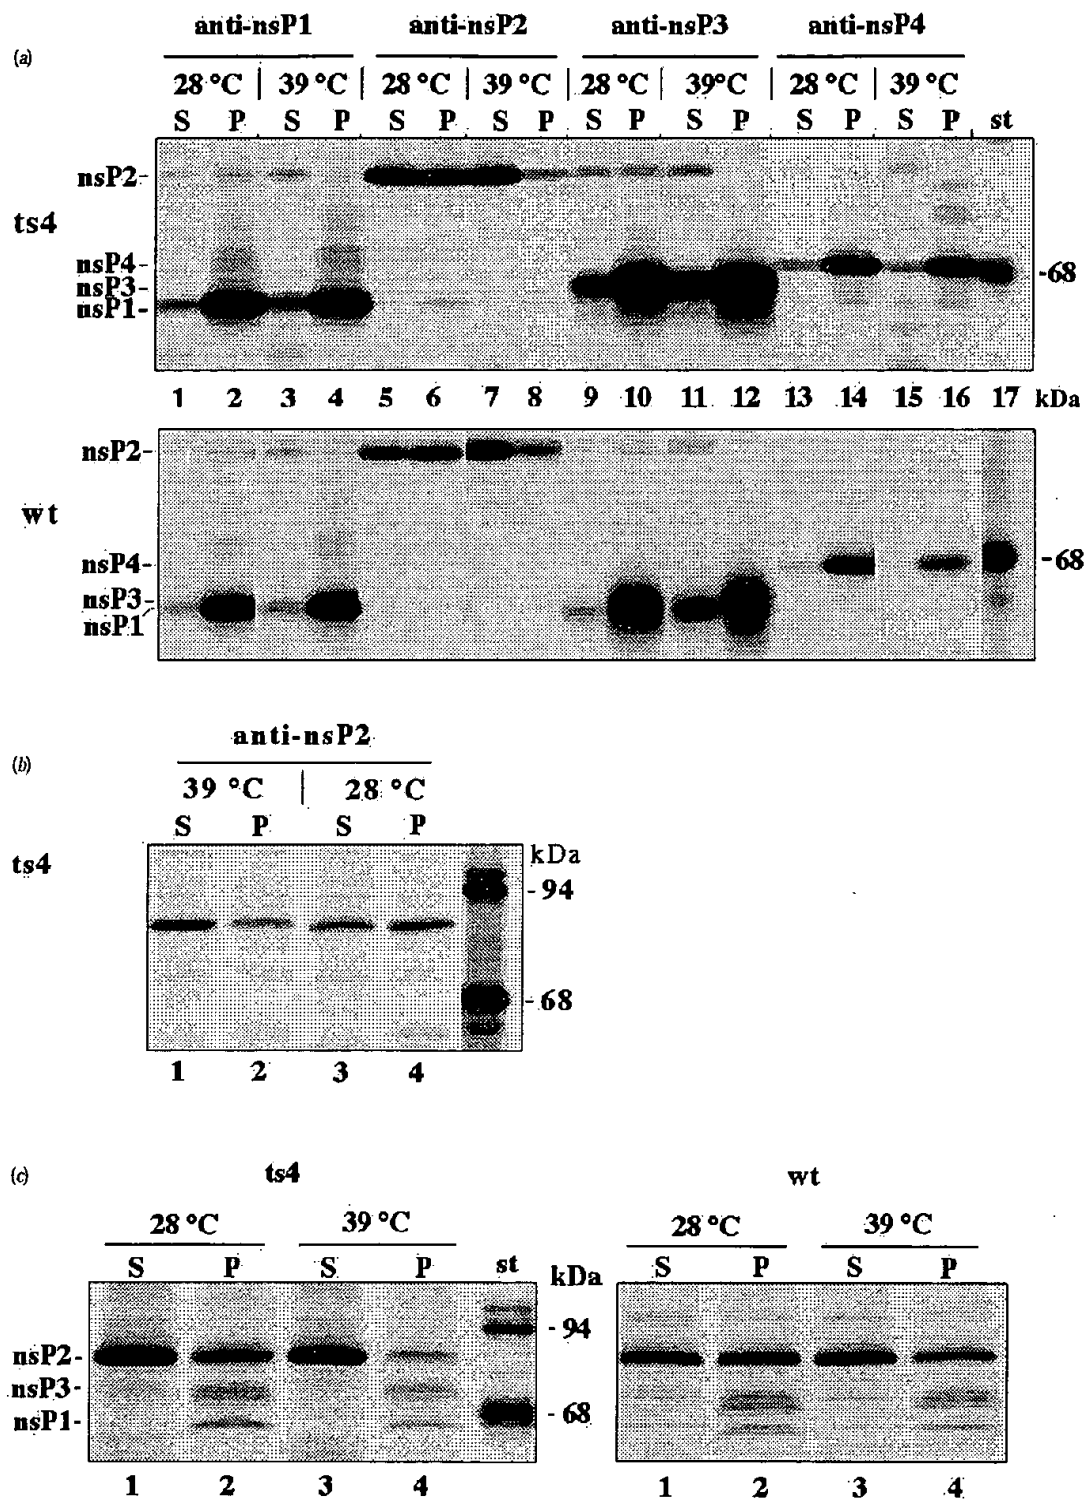 anti-nsP1 anti-nsP2 anti-nsP3 anti-nsP4
(a)
28 °C | 39 °C | 28 °C | 39 °C | 28 °C | 39°C | 28 °C | 39 °C
S P S P S P S P S P S P S P S P st
nsP2-
ts4
nsP4-
nsP3-
nsP1-
-68
1 2 3 4 5 6 7 8 9 10 11 12 13 14 15 16 17 kDa
nsP2-
wt
nsP4-
-68
nsP3-
nsP1
anti-nsP2
(b)
39 °C | 28 °C
S P S P
ts4
kDa
-94
-68
1 2 3 4
(c)
ts4 wt
28 °C 39 °C 28 °C 39 °C
S P S P st kDa S P S P
-94
nsP2-
nsP3-
nsP1-
-68
1 2 3 4 1 2 3 4